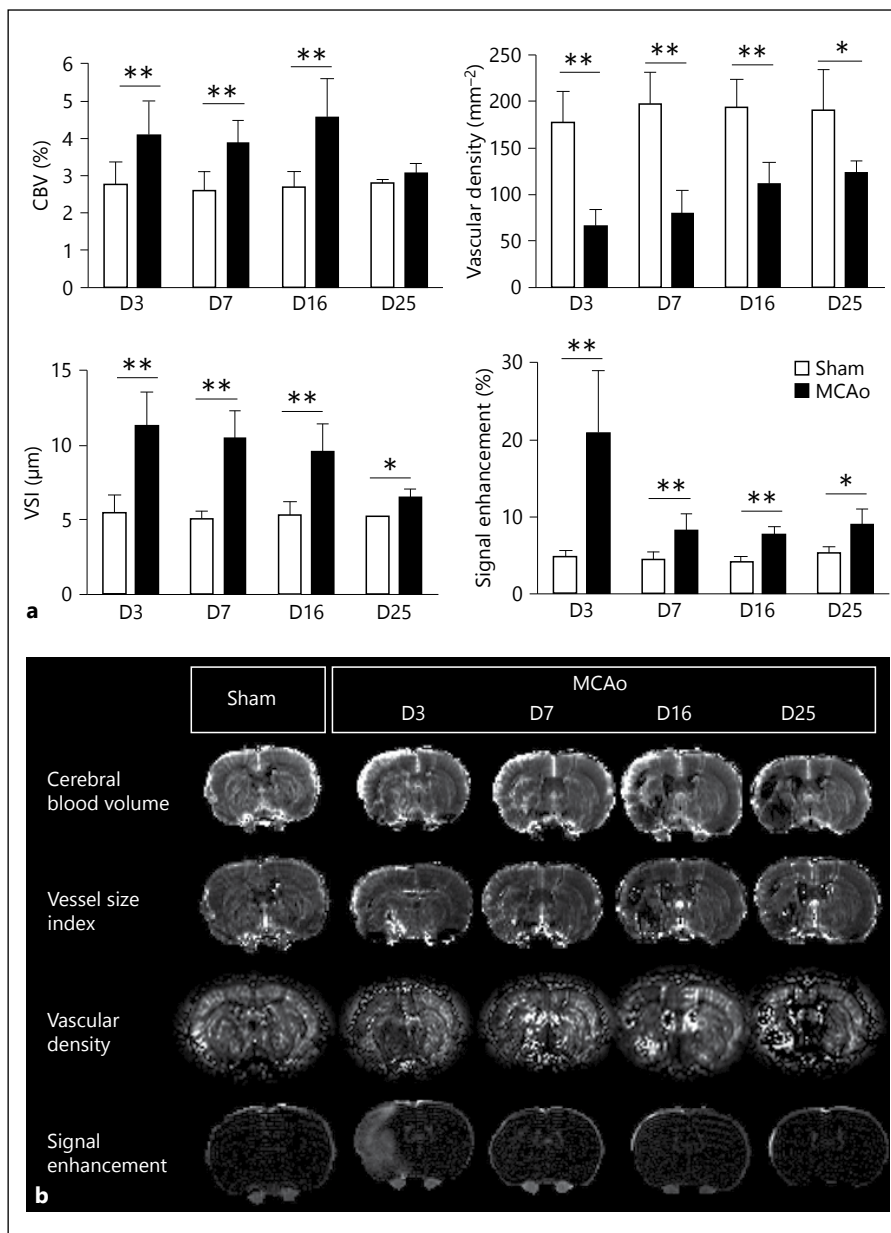 CBV (%)
6
5
4
3
2
1
0
**
**
**
D3
D7
D16
D25
Vascular density (mm⁻²)
250
200
150
100
50
0
**
**
**
*
D3
D7
D16
D25
VSI (µm)
15
10
5
0
**
**
**
*
D3
D7
D16
D25
Signal enhancement (%)
30
20
10
0
**
**
**
*
Sham
MCAo
D3
D7
D16
D25
a
Sham
MCAo
D3
D7
D16
D25
Cerebral
blood volume
Vessel size
index
Vascular
density
Signal
enhancement
b